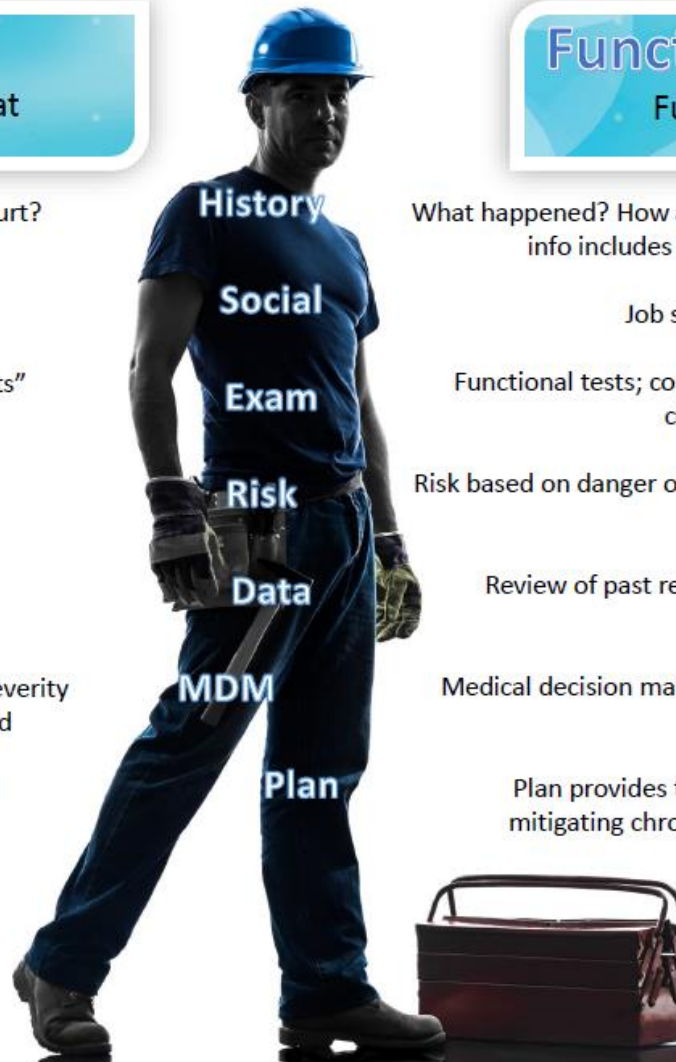 Funct
at
Fu
urt?
History
What happened? How
info includes
Social
Job s
ts”
Exam
Functional tests; co
c
Risk
Risk based on danger o
Data
Review of past re
everity
d
MDM
Medical decision ma
Plan
Plan provides t
mitigating chro